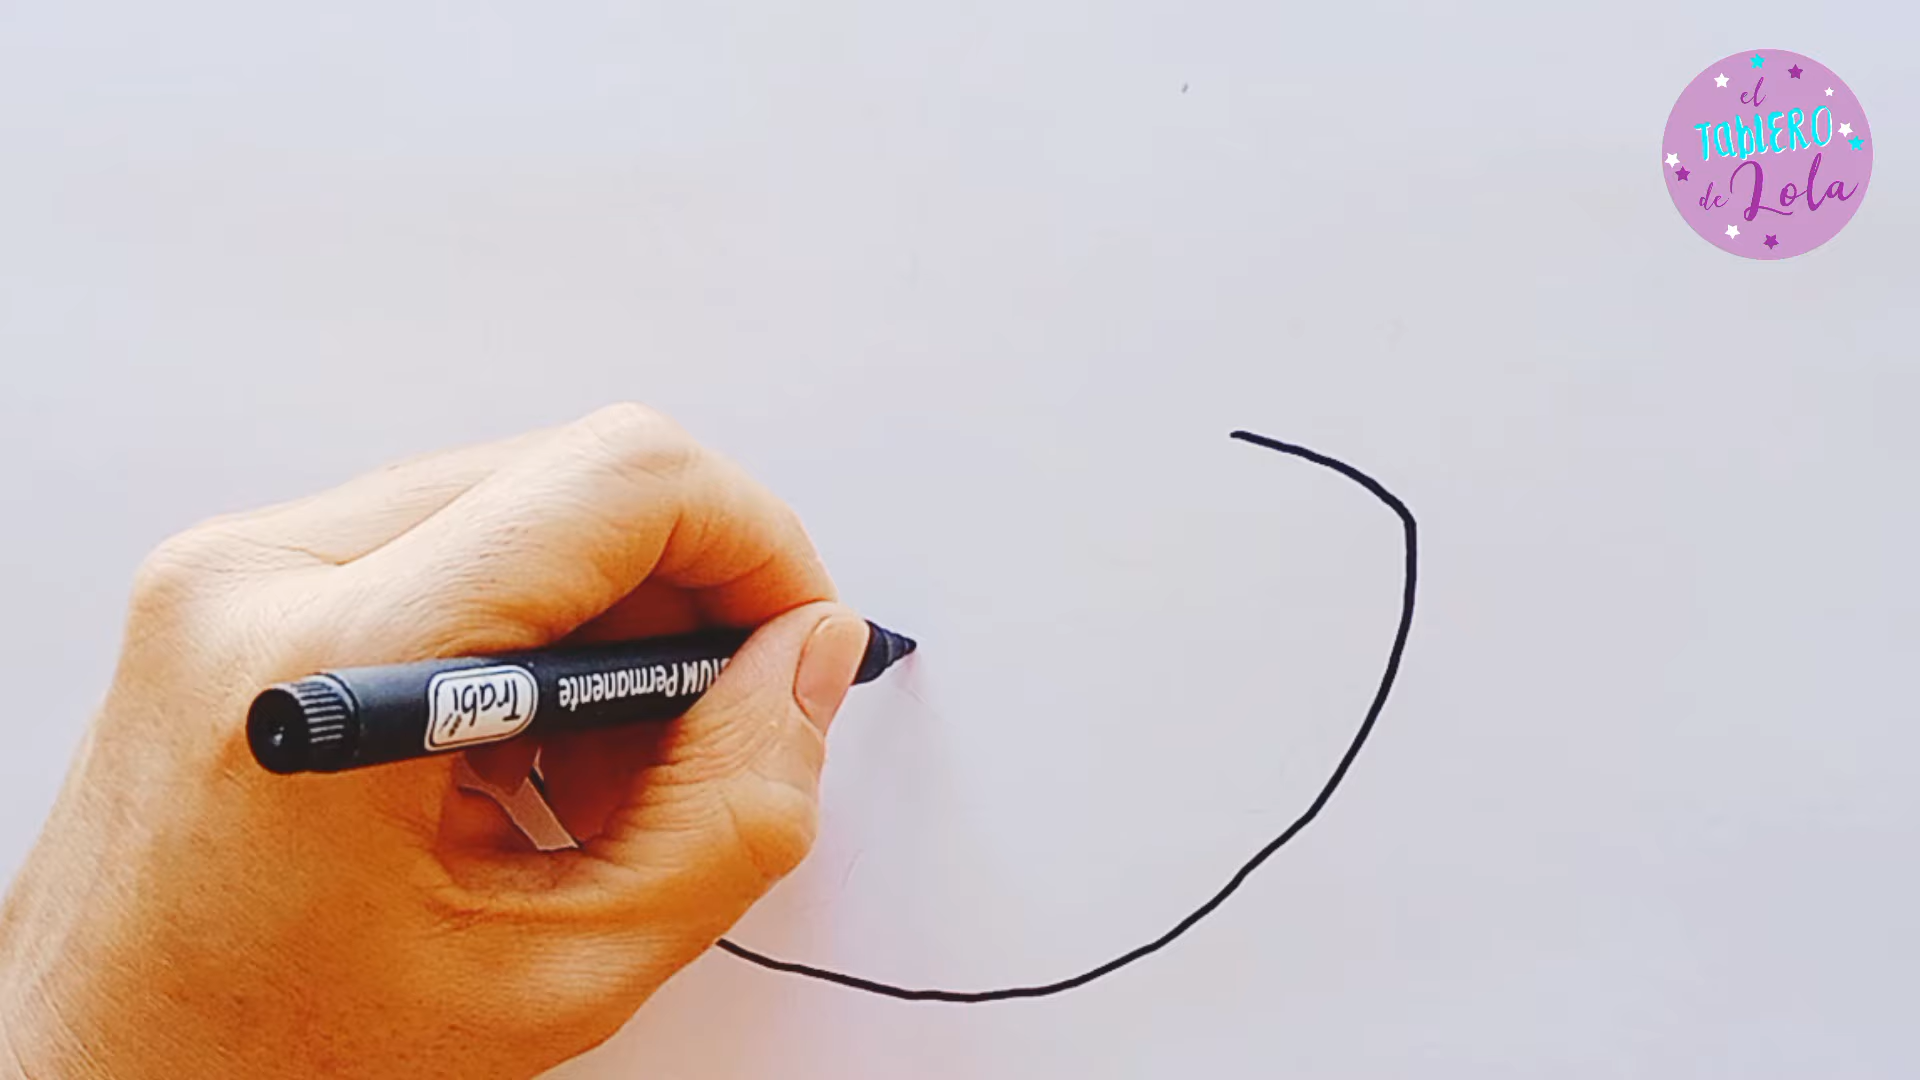 el
TablERO
de Lola
Trabi
Permanente